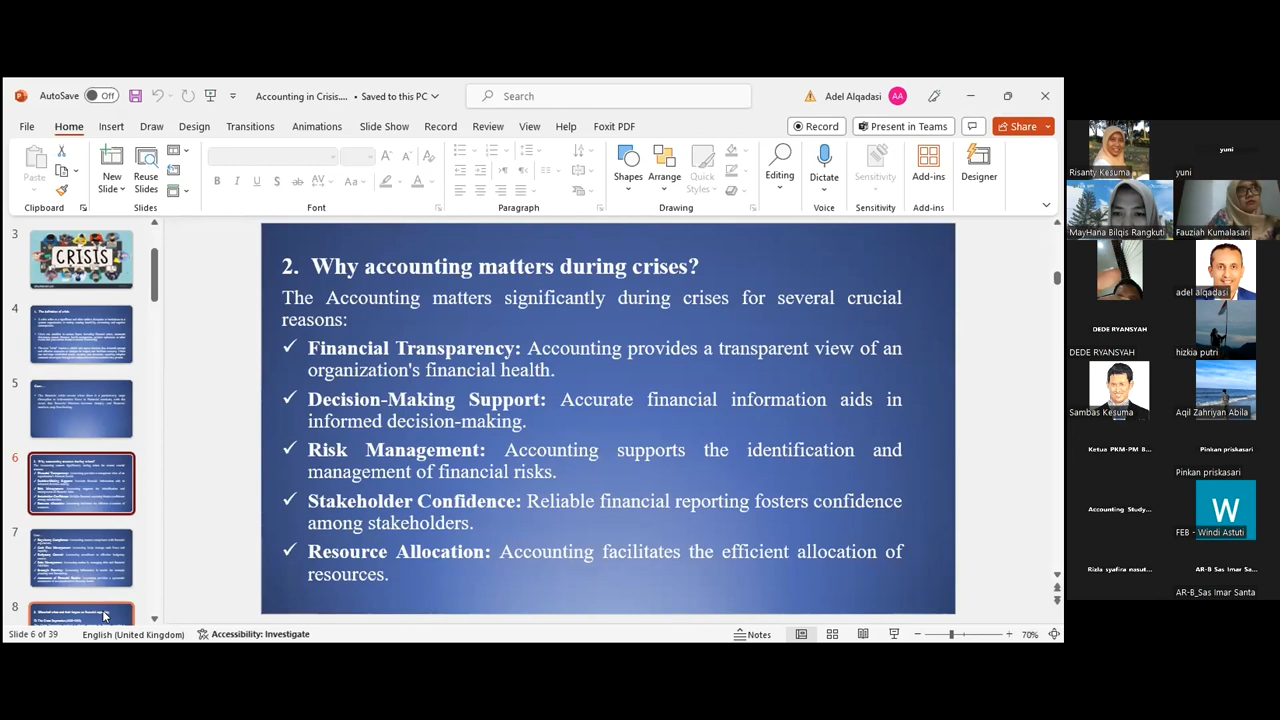 AutoSave Off Accounting in Crisis.... • Saved to this PC Search Adel Alqadasi AA
File Home Insert Draw Design Transitions Animations Slide Show Record Review View Help Foxit PDF Record Present in Teams Share
Paste New Slide Reuse Slides Shapes Arrange Quick Styles Editing Dictate Sensitivity Add-ins Designer
Clipboard Slides Font Paragraph Drawing Voice Sensitivity Add-ins
3
CRISIS
4
5
6
7
8
2. Why accounting matters during crises?
The Accounting matters significantly during crises for several crucial
reasons:
✓ Financial Transparency: Accounting provides a transparent view of an
organization's financial health.
✓ Decision-Making Support: Accurate financial information aids in
informed decision-making.
✓ Risk Management: Accounting supports the identification and
management of financial risks.
✓ Stakeholder Confidence: Reliable financial reporting fosters confidence
among stakeholders.
✓ Resource Allocation: Accounting facilitates the efficient allocation of
resources.
Slide 6 of 39 English (United Kingdom) Accessibility: Investigate Notes 70%
Risanty Kesuma
yuni
yuni
MayHana Bilqis Rangkuti
Fauziah Kumalasari
adel alqadasi
DEDE RYANSYAH
DEDE RYANSYAH
hizkia putri
Sambas Kesuma
Aqil Zahriyan Abila
Ketua PKM-PM B...
Pinkan priskasari
Pinkan priskasari
Accounting Study...
W
FEB - Windi Astuti
Rizla syafira nasut...
AR-B Sas Imar Sa...
AR-B_Sas Imar Santa